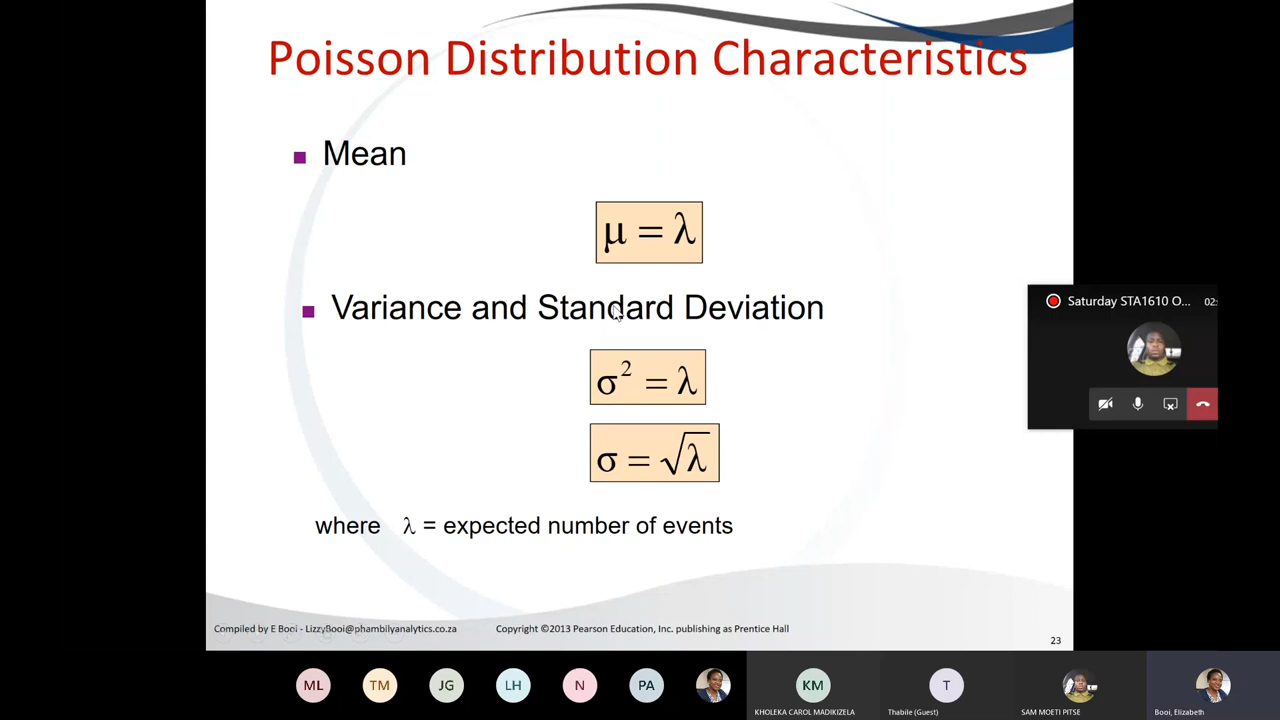 Poisson Distribution Characteristics
Mean
μ = λ
Variance and Standard Deviation
σ² = λ
σ = √λ
where λ = expected number of events
Compiled by E Booi - LizzyBooi@phambilyanalytics.co.za
Copyright ©2013 Pearson Education, Inc. publishing as Prentice Hall
23
Saturday STA1610 O... 02:
ML TM JG LH N PA KM T
KHOLEKA CAROL MADIKIZELA
Thabile (Guest)
SAM MOETI PITSE
Booi, Elizabeth